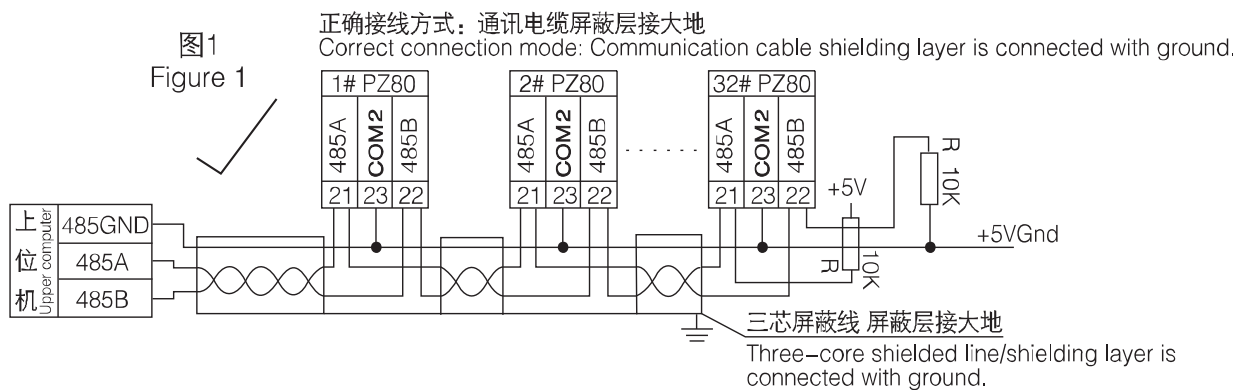 图1
Figure 1
正确接线方式：通讯电缆屏蔽层接大地
Correct connection mode: Communication cable shielding layer is connected with ground.
1# PZ80
485A
COM2
485B
21
23
22
2# PZ80
485A
COM2
485B
21
23
22
......
32# PZ80
485A
COM2
485B
21
23
22
+5V
R 10K
R 10K
+5VGnd
上位机
Upper computer
485GND
485A
485B
三芯屏蔽线 屏蔽层接大地
Three-core shielded line/shielding layer is
connected with ground.